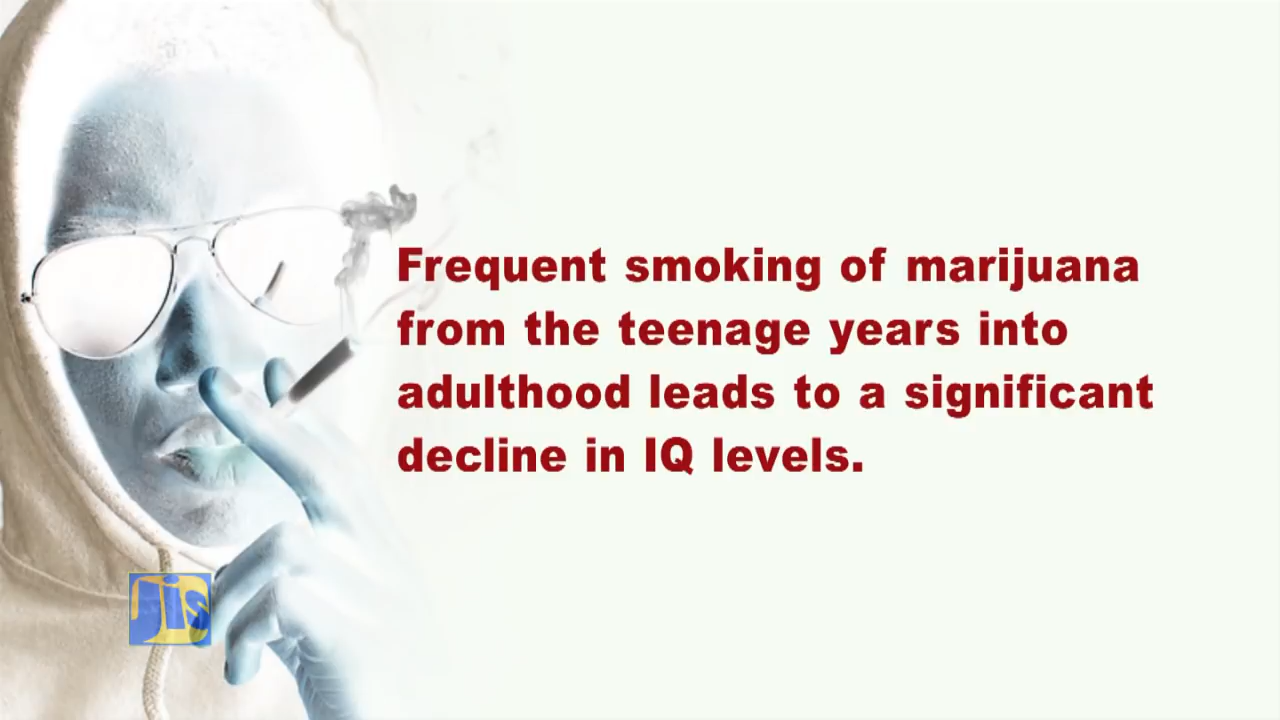 Frequent smoking of marijuana
from the teenage years into
adulthood leads to a significant
decline in IQ levels.
Jis